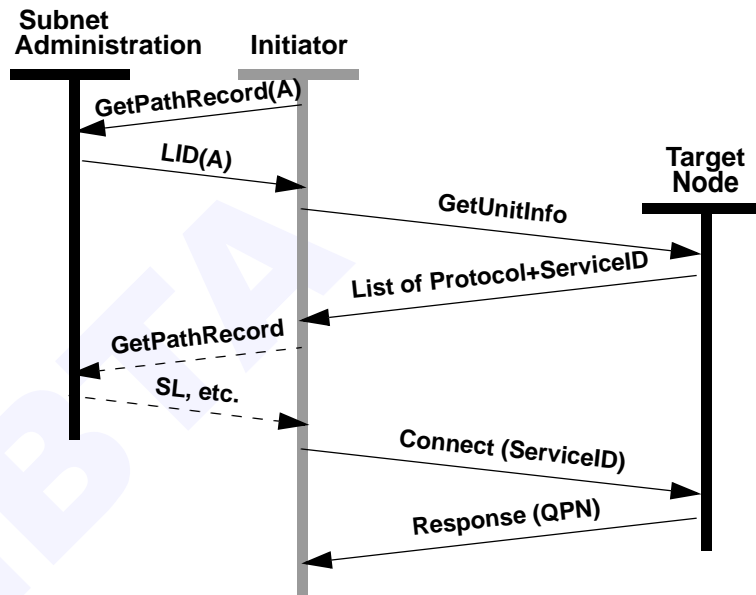 Subnet
Administration
Initiator
GetPathRecord(A)
LID(A)
Target
Node
GetUnitInfo
List of Protocol+ServiceID
GetPathRecord
SL, etc.
Connect (ServiceID)
Response (QPN)
BTA